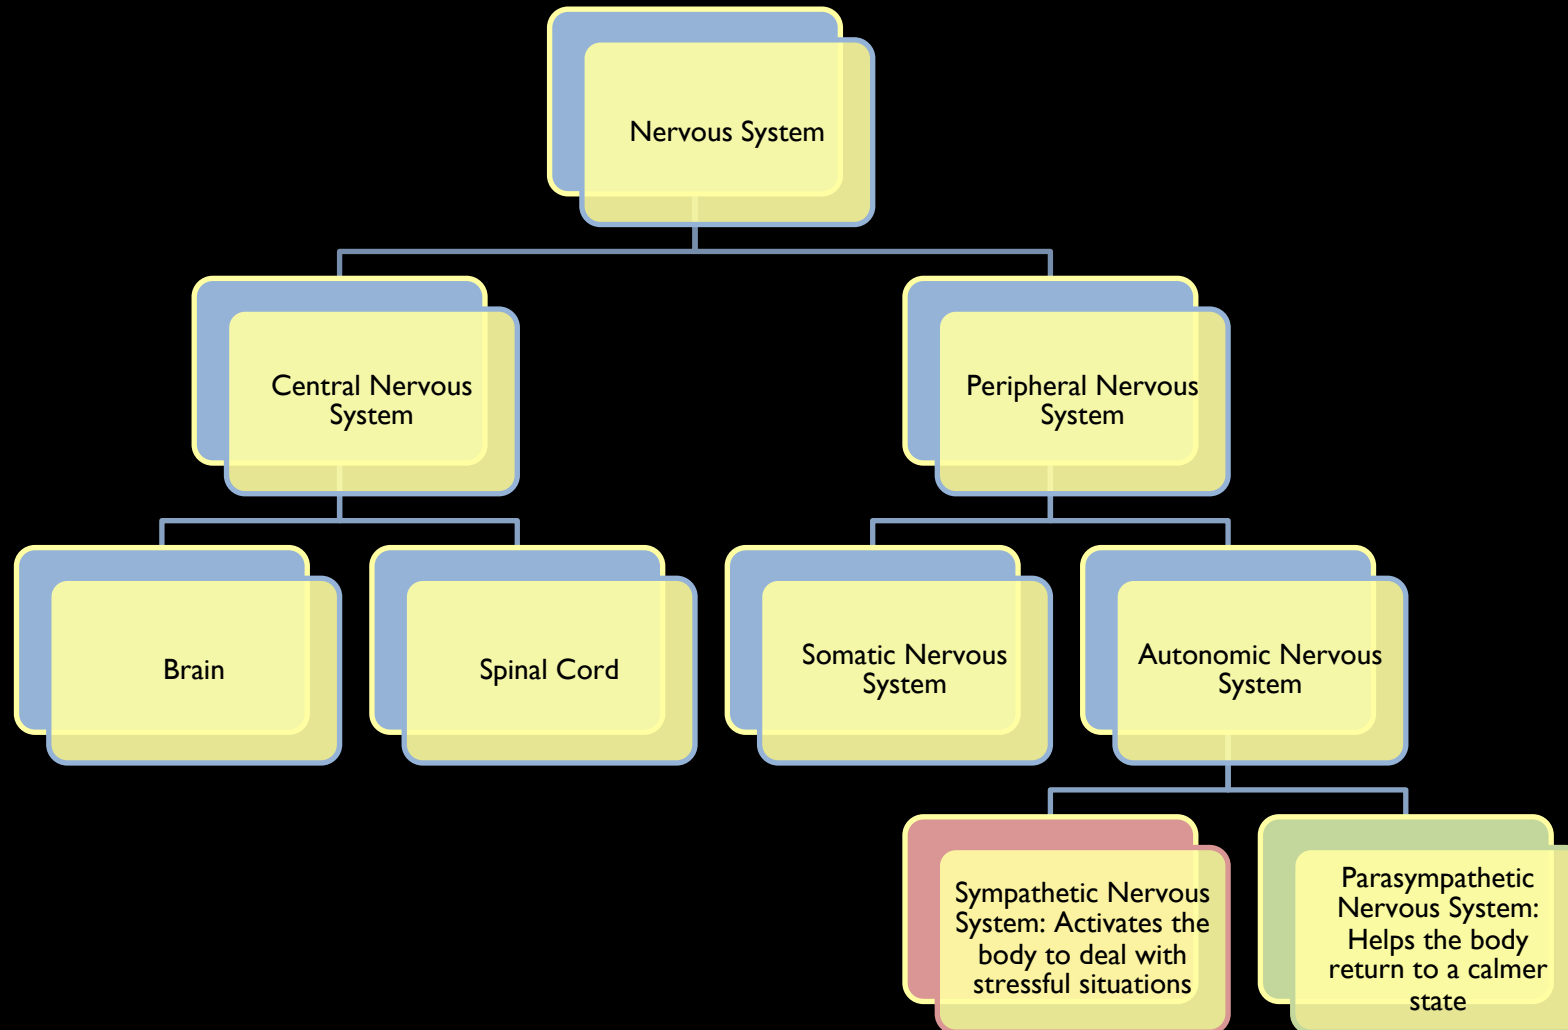 Nervous System
Central Nervous
System
Peripheral Nervous
System
Brain
Spinal Cord
Somatic Nervous
System
Autonomic Nervous
System
Sympathetic Nervous
System: Activates the
body to deal with
stressful situations
Parasympathetic
Nervous System:
Helps the body
return to a calmer
state